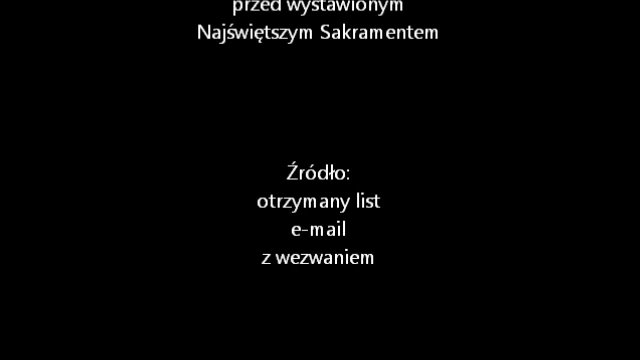 przed wystawionym
Najświętszym Sakramentem
Źródło:
otrzymany list
e-mail
z wezwaniem